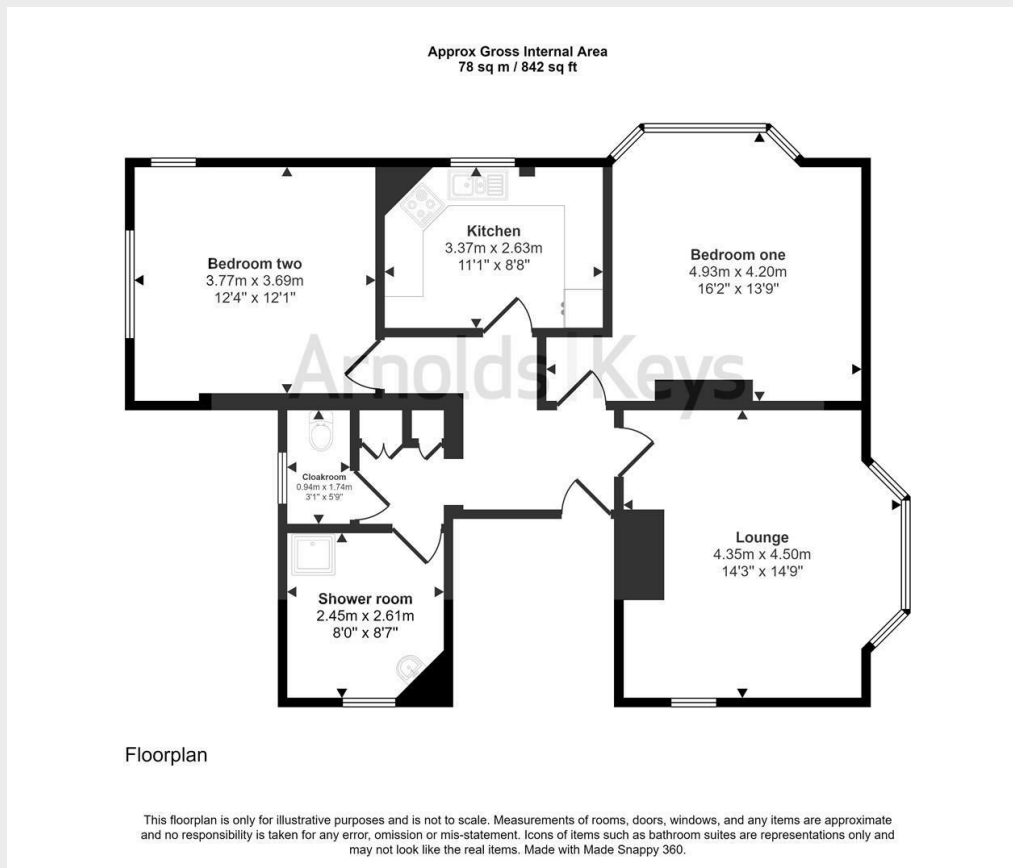 Approx Gross Internal Area
78 sq m / 842 sq ft
Kitchen
3.37m x 2.63m
11'1" x 8'8"
Bedroom one
4.93m x 4.20m
16'2" x 13'9"
Bedroom two
3.77m x 3.69m
12'4" x 12'1"
Arnolds | Keys
Cloakroom
0.94m x 1.74m
3'1" x 5'9"
Lounge
4.35m x 4.50m
14'3" x 14'9"
Shower room
2.45m x 2.61m
8'0" x 8'7"
Floorplan
This floorplan is only for illustrative purposes and is not to scale. Measurements of rooms, doors, windows, and any items are approximate
and no responsibility is taken for any error, omission or mis-statement. Icons of items such as bathroom suites are representations only and
may not look like the real items. Made with Made Snappy 360.